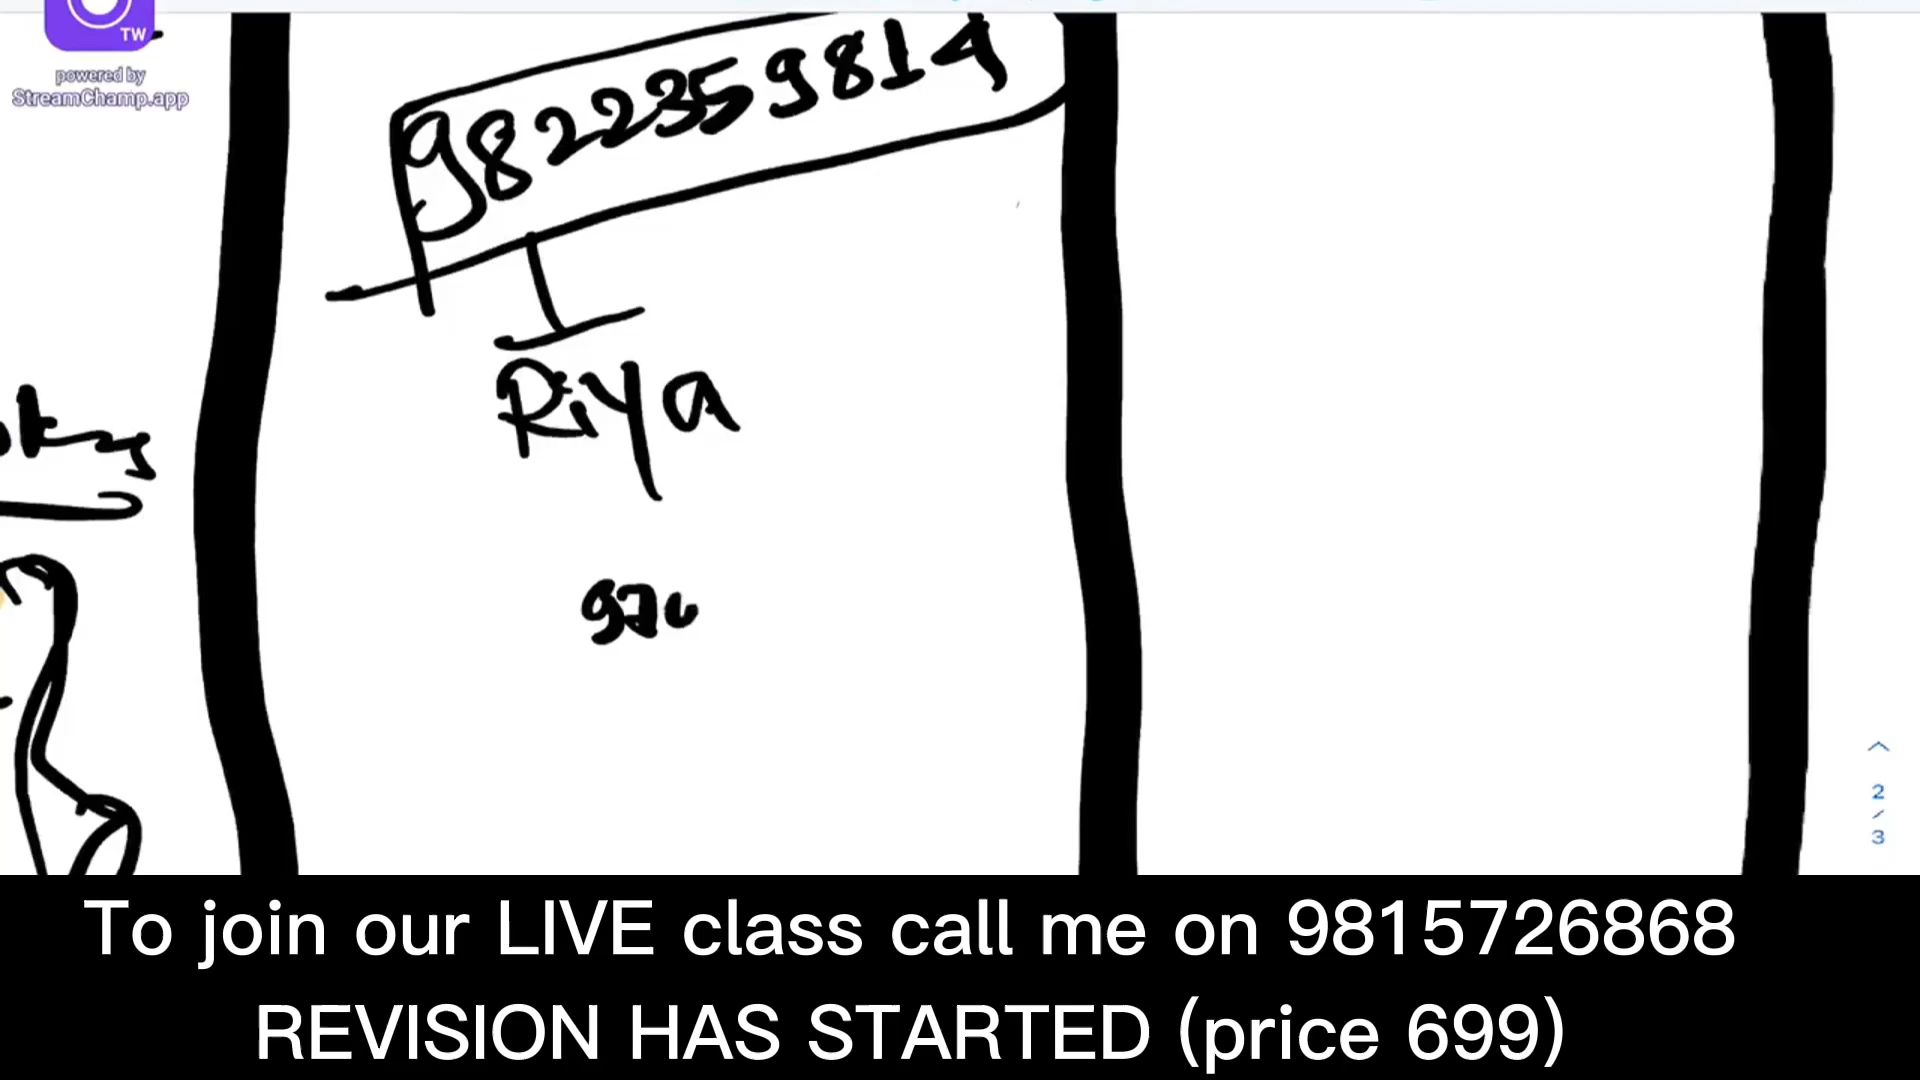 TW
powered by
StreamChamp.app
9822359814
Riya
2
/
3
To join our LIVE class call me on 9815726868
REVISION HAS STARTED (price 699)